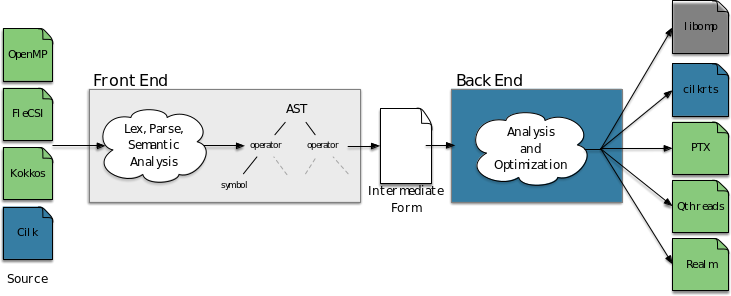 OpenMP
FleCSI
Kokkos
Cilk
Source
Front End
Lex, Parse,
Semantic
Analysis
AST
operator operator
symbol
Intermediate
Form
Back End
Analysis
and
Optimization
libomp
cilkrts
PTX
Qthreads
Realm